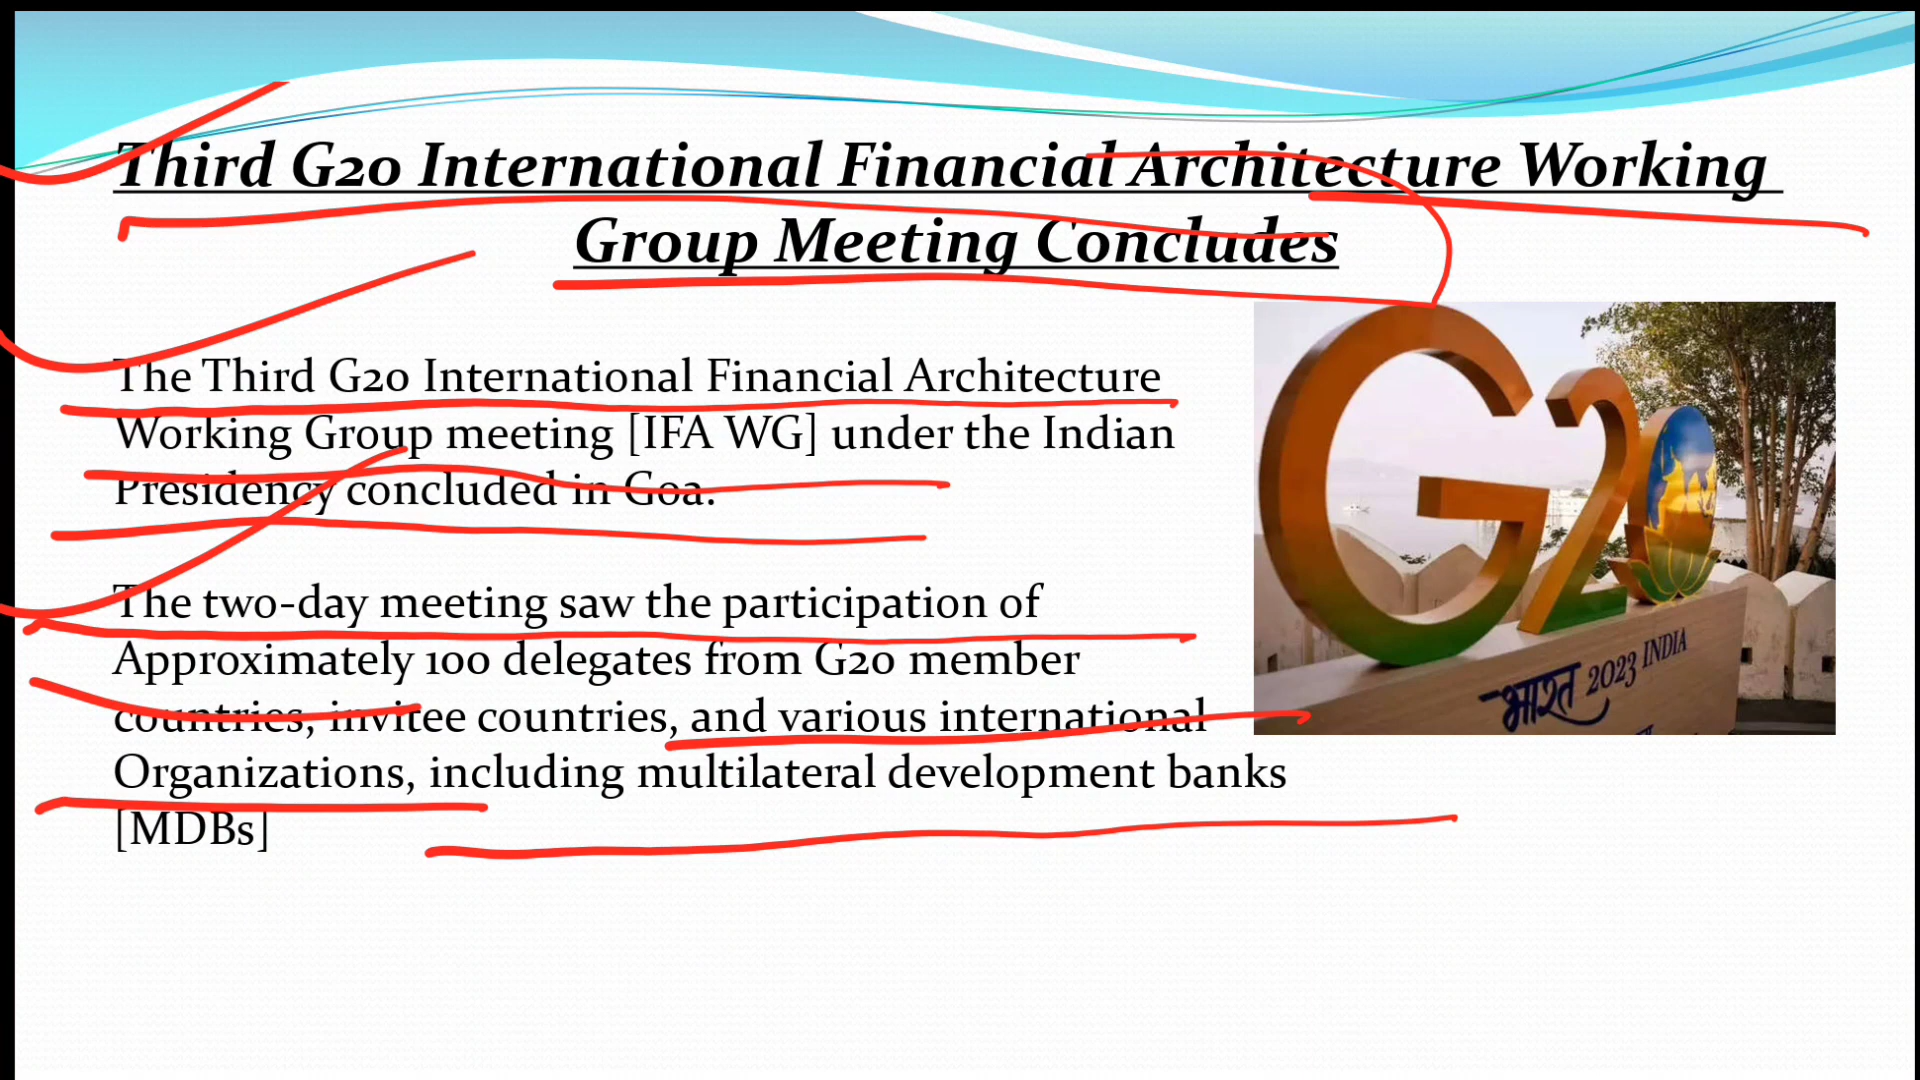 Third G20 International Financial Architecture Working
Group Meeting Concludes
The Third G20 International Financial Architecture
Working Group meeting [IFA WG] under the Indian
Presidency concluded in Goa.
The two-day meeting saw the participation of
Approximately 100 delegates from G20 member
countries, invitee countries, and various international
Organizations, including multilateral development banks
[MDBs]
G20
भारत 2023 INDIA